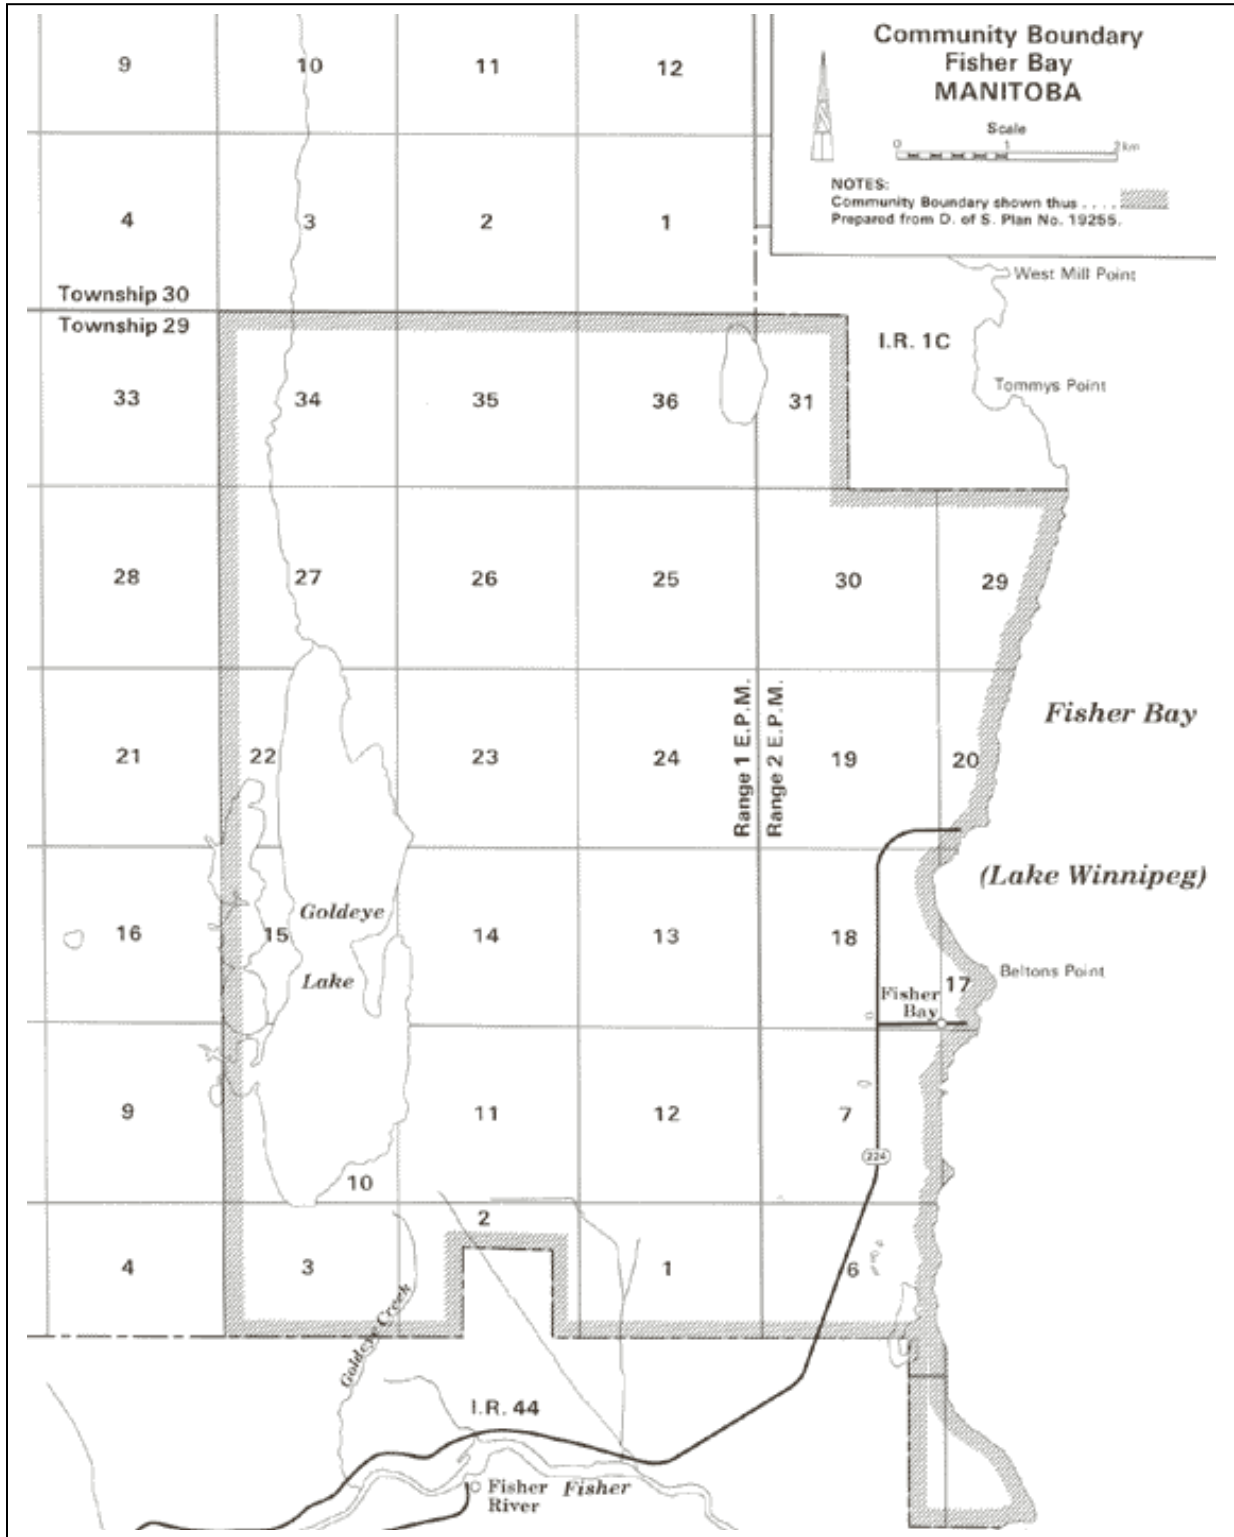 Community Boundary
Fisher Bay
MANITOBA
Scale
0 1 2 km
NOTES:
Community Boundary shown thus . . . .
Prepared from D. of S. Plan No. 19255.
9 10 11 12
4 3 2 1
West Mill Point
Township 30
Township 29
I.R. 1C
Tommys Point
33 34 35 36 31
28 27 26 25 30 29
Range 1 E.P.M.
Range 2 E.P.M.
Fisher Bay
21 22 23 24 19 20
(Lake Winnipeg)
Goldeye
16 15 14 13 18
Lake
Beltons Point
17
Fisher
Bay
9 11 12 7
224
10
2
4 3 1 6
Goldeye Creek
I.R. 44
Fisher
River
Fisher